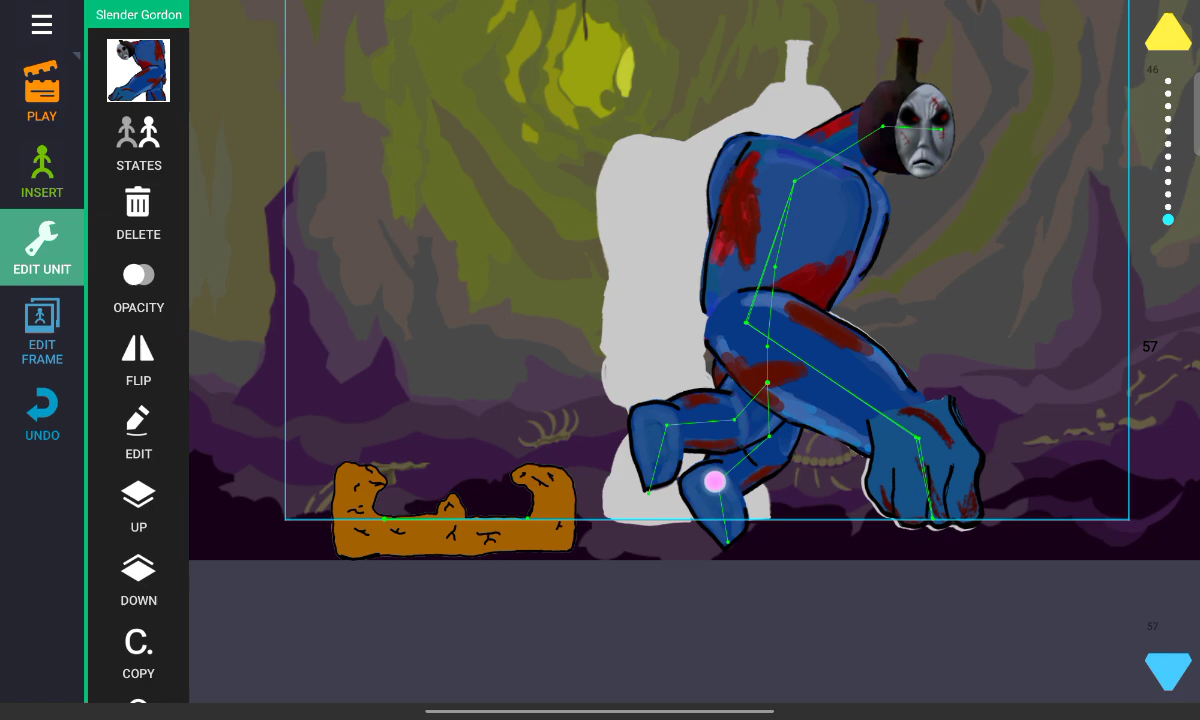 Slender Gordon
PLAY
INSERT
EDIT UNIT
EDIT
FRAME
UNDO
STATES
DELETE
OPACITY
FLIP
EDIT
UP
DOWN
C.
COPY
46
57
57